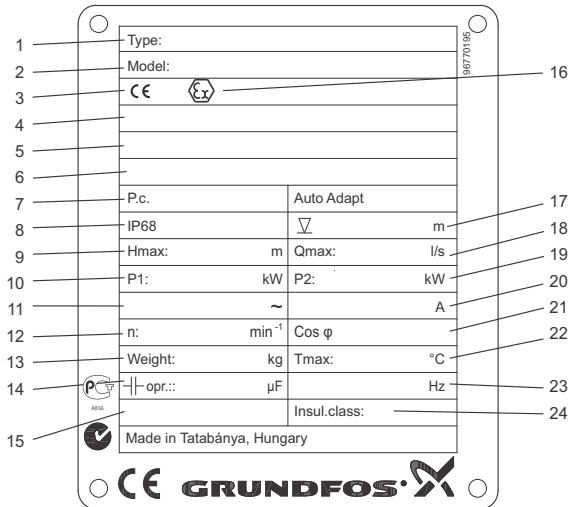 1 Type:
96770195
2 Model:
3 CE Ex 16
4
5
6
7 P.c. Auto Adapt
8 IP68 m 17
9 Hmax: m Qmax: l/s 18
10 P1: kW P2: kW 19
11 ~ A 20
12 n: min⁻¹ Cos φ 21
13 Weight: kg Tmax: °C 22
14 opr.:: µF Hz 23
PCT
A856
15 Insul.class: 24
Made in Tatabánya, Hungary
CE GRUNDFOS